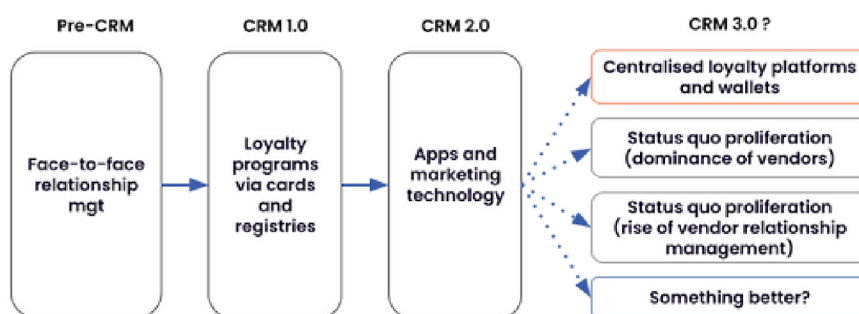 Pre-CRM
CRM 1.0
CRM 2.0
CRM 3.0 ?
Face-to-face
relationship
mgt
Loyalty
programs
via cards
and
registries
Apps and
marketing
technology
Centralised loyalty platforms
and wallets
Status quo proliferation
(dominance of vendors)
Status quo proliferation
(rise of vendor relationship
management)
Something better?